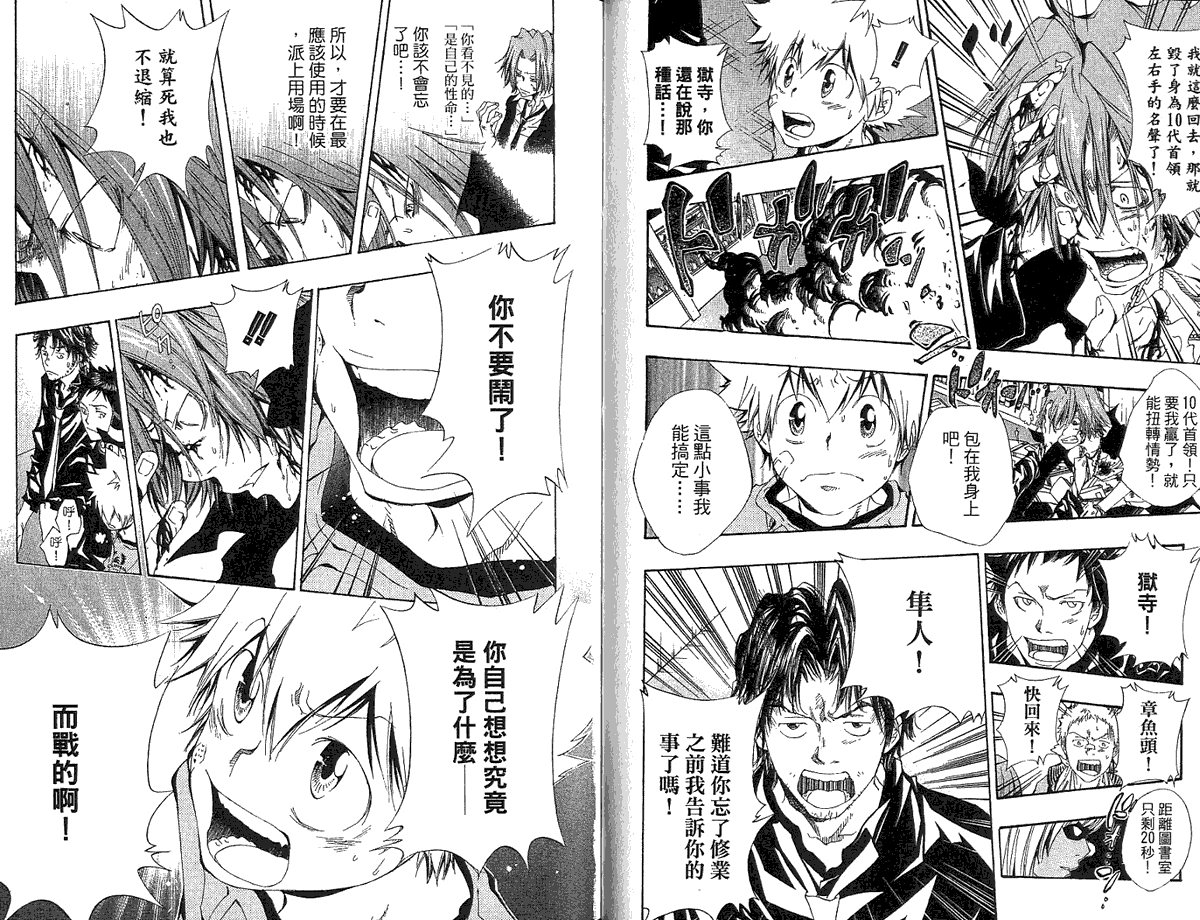 我就這麼回去，那就
毀了身為10代首領
左右手的名聲了！
！
獄寺，你
還在說那
種話…！
ドガガ
10代首領！只
要我贏了，就
能扭轉情勢！
包在我身上
吧！
這點小事我
能搞定……
獄寺！
章魚頭！
快回來！
距離圖書室
只剩20秒！
隼人！
難道你忘了修業
之前我告訴你的
事了嗎！
「你看不見的…」
「是自己的性命…」
你該不會忘
了吧…！
所以，才要在最
應該使用的時候
，派上用場啊！
就算死我也
不退縮！
你不要鬧了！
！！
呼！
呼！
你自己想想究竟
是為了什麼——
而戰的啊！